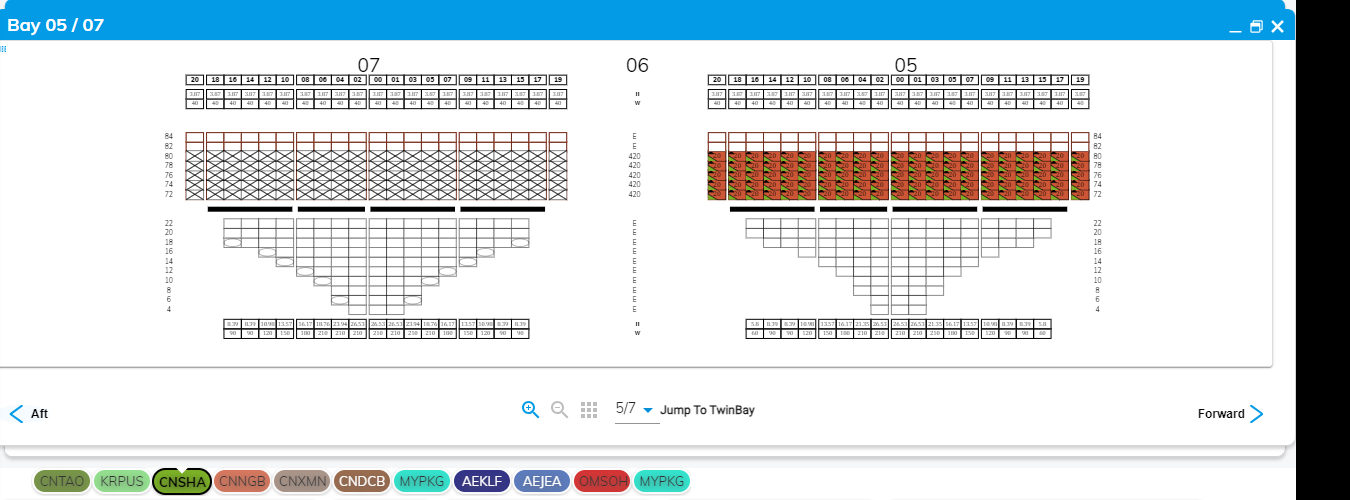 Bay 05 / 07
07 06 05
20 18 16 14 12 10 08 06 04 02 00 01 03 05 07 09 11 13 15 17 19 20 18 16 14 12 10 08 06 04 02 00 01 03 05 07 09 11 13 15 17 19
3.87 3.87 3.87 3.87 3.87 3.87 3.87 3.87 3.87 3.87 3.87 3.87 3.87 3.87 3.87 3.87 3.87 3.87 3.87 3.87 3.87 H 3.87 3.87 3.87 3.87 3.87 3.87 3.87 3.87 3.87 3.87 3.87 3.87 3.87 3.87 3.87 3.87 3.87 3.87 3.87 3.87 3.87
40 40 40 40 40 40 40 40 40 40 40 40 40 40 40 40 40 40 40 40 40 W 40 40 40 40 40 40 40 40 40 40 40 40 40 40 40 40 40 40 40 40 40
84 E 84
82 E 82
80 420 80
78 420 78
76 420 76
74 420 74
72 420 72
22 E 22
20 E 20
18 E 18
16 E 16
14 E 14
12 E 12
10 E 10
8 E 8
6 E 6
4 E 4
8.39 8.39 10.98 13.57 16.17 18.76 23.94 26.53 26.53 26.53 23.94 18.76 16.17 13.57 10.98 8.39 8.39 H 5.8 8.39 8.39 10.98 13.57 16.17 21.35 26.53 26.53 26.53 21.35 16.17 13.57 10.98 8.39 8.39 5.8
90 90 120 150 180 210 210 210 210 210 210 210 180 150 120 90 90 W 60 90 90 120 150 180 210 210 210 210 210 180 150 120 90 90 60
Aft 5/7 Jump To TwinBay Forward
CNTAO KRPUS CNSHA CNNGB CNXMN CNDCB MYPKG AEKLF AEJEA OMSOH MYPKG